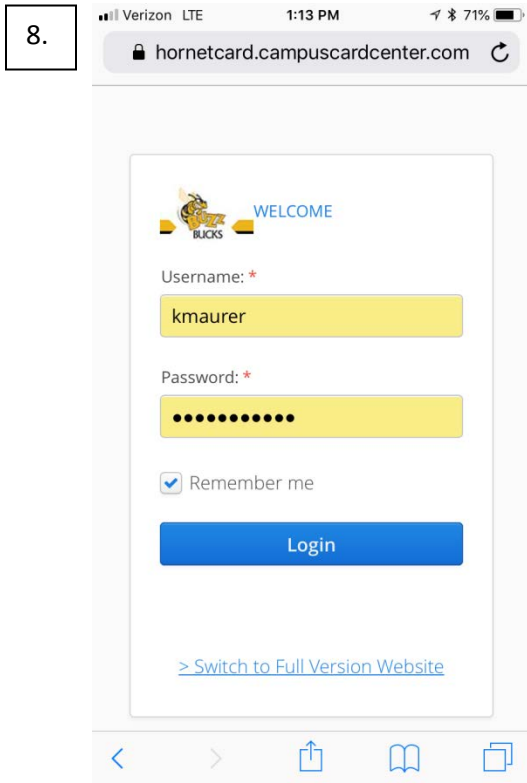 8.
Verizon LTE 1:13 PM 71%
hornetcard.campuscardcenter.com
Buzz
BUCKS
WELCOME
Username: *
kmaurer
Password: *
●●●●●●●●●●●
Remember me
Login
> Switch to Full Version Website